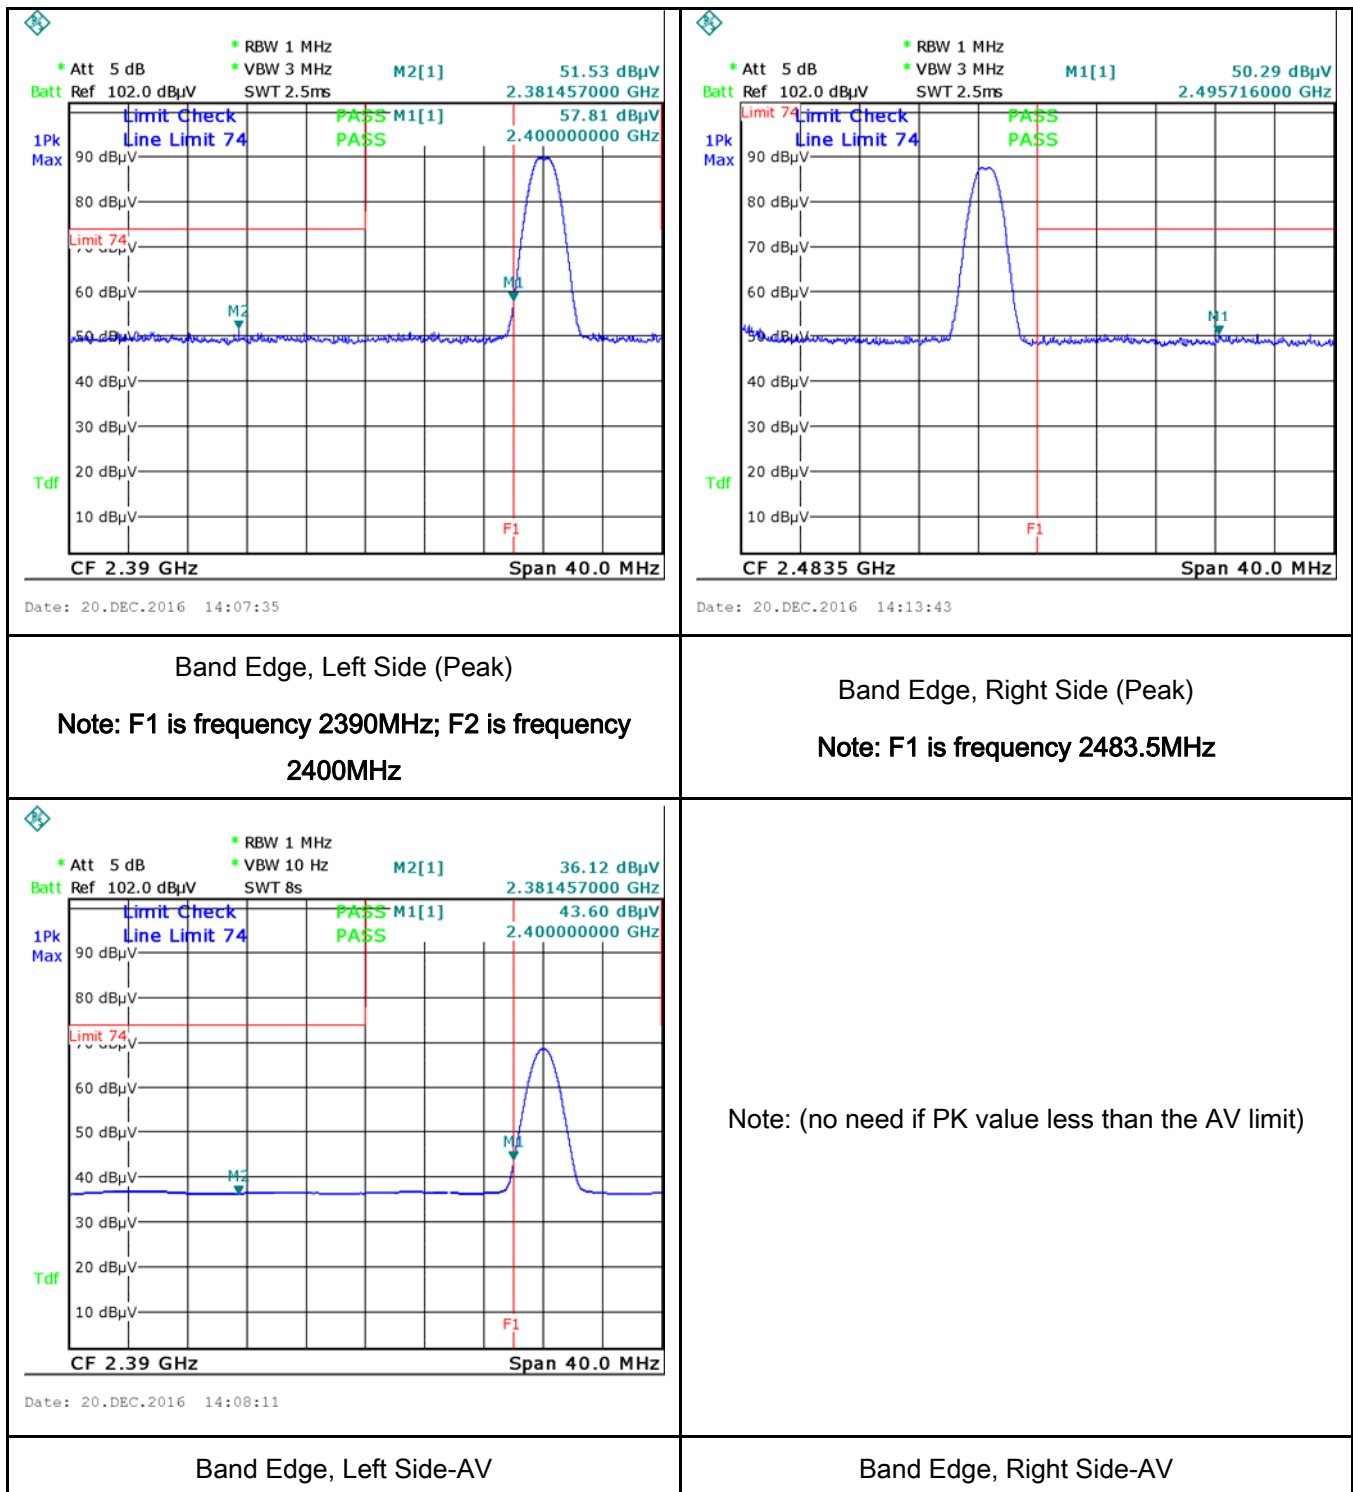 * RBW 1 MHz
* Att 5 dB * VBW 3 MHz M2[1] 51.53 dBµV
Batt Ref 102.0 dBµV SWT 2.5ms 2.381457000 GHz
Limit Check PASS M1[1] 57.81 dBµV
1Pk Line Limit 74 PASS 2.400000000 GHz
Max 90 dBµV
80 dBµV
Limit 74
70 dBµV
60 dBµV M1
M2
50 dBµV
40 dBµV
30 dBµV
20 dBµV
Tdf
10 dBµV
F1
CF 2.39 GHz Span 40.0 MHz
Date: 20.DEC.2016 14:07:35
* RBW 1 MHz
* Att 5 dB * VBW 3 MHz M1[1] 50.29 dBµV
Batt Ref 102.0 dBµV SWT 2.5ms 2.495716000 GHz
Limit 74 Limit Check PASS
1Pk Line Limit 74 PASS
Max 90 dBµV
80 dBµV
70 dBµV
60 dBµV
M1
50 dBµV
40 dBµV
30 dBµV
20 dBµV
Tdf
10 dBµV
F1
CF 2.4835 GHz Span 40.0 MHz
Date: 20.DEC.2016 14:13:43
Band Edge, Left Side (Peak)
Note: F1 is frequency 2390MHz; F2 is frequency
2400MHz
Band Edge, Right Side (Peak)
Note: F1 is frequency 2483.5MHz
* RBW 1 MHz
* Att 5 dB * VBW 10 Hz M2[1] 36.12 dBµV
Batt Ref 102.0 dBµV SWT 8s 2.381457000 GHz
Limit Check PASS M1[1] 43.60 dBµV
1Pk Line Limit 74 PASS 2.400000000 GHz
Max 90 dBµV
80 dBµV
Limit 74
70 dBµV
60 dBµV
50 dBµV M1
40 dBµV M2
30 dBµV
20 dBµV
Tdf
10 dBµV
F1
CF 2.39 GHz Span 40.0 MHz
Date: 20.DEC.2016 14:08:11
Note: (no need if PK value less than the AV limit)
Band Edge, Left Side-AV
Band Edge, Right Side-AV